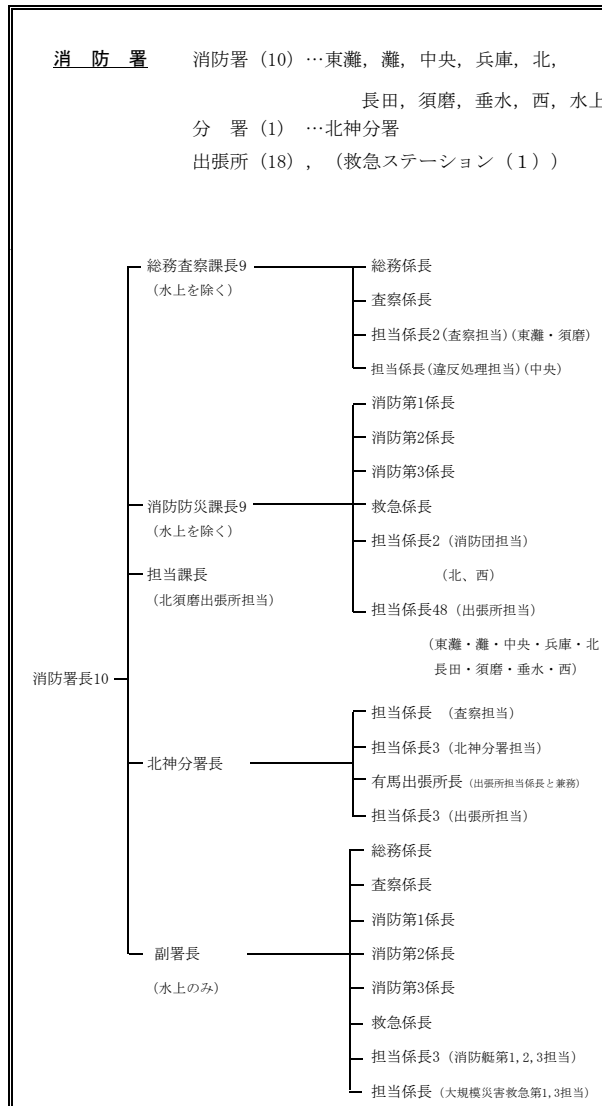 消 防 署 消防署（10）…東灘，灘，中央，兵庫，北，
長田，須磨，垂水，西，水上
分 署（1） …北神分署
出張所（18），（救急ステーション（１））
総務査察課長9
(水上を除く)
総務係長
査察係長
担当係長2(査察担当)(東灘・須磨)
担当係長(違反処理担当)(中央)
消防防災課長9
(水上を除く)
消防第1係長
消防第2係長
消防第3係長
救急係長
担当係長2（消防団担当）
（北、西）
担当係長48（出張所担当）
（東灘・灘・中央・兵庫・北
長田・須磨・垂水・西）
担当課長
(北須磨出張所担当)
消防署長10
北神分署長
担当係長 （査察担当）
担当係長3（北神分署担当）
有馬出張所長（出張所担当係長と兼務）
担当係長3（出張所担当）
副署長
(水上のみ)
総務係長
査察係長
消防第1係長
消防第2係長
消防第3係長
救急係長
担当係長3（消防艇第1,2,3担当）
担当係長（大規模災害救急第1,3担当）